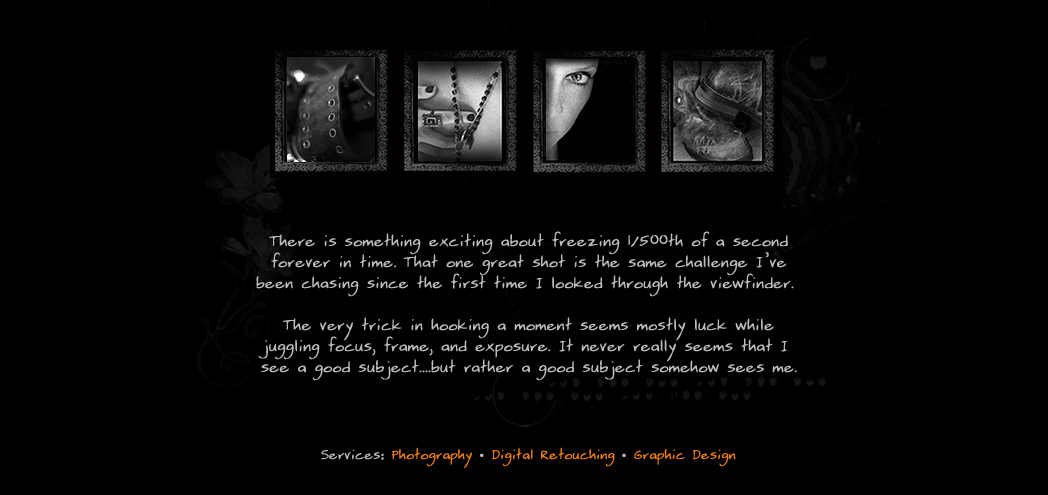 There is something exciting about freezing 1/500th of a second
forever in time. That one great shot is the same challenge I've
been chasing since the first time I looked through the viewfinder.
The very trick in hooking a moment seems mostly luck while
juggling focus, frame, and exposure. It never really seems that I
see a good subject....but rather a good subject somehow sees me.
Services: Photography • Digital Retouching • Graphic Design